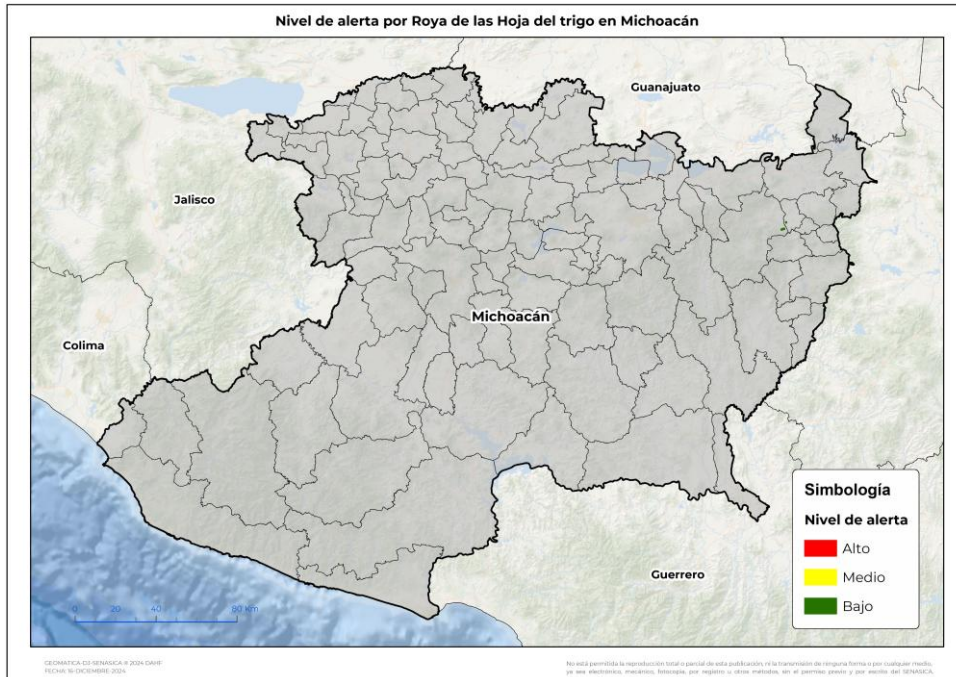 Nivel de alerta por Roya de las Hoja del trigo en Michoacán
Guanajuato
Jalisco
Michoacán
Colima
Simbología
Nivel de alerta
Alto
Medio
Bajo
Guerrero
0 20 40 80 Km
GEOMATICA-DJ-SENASICA © 2024 DAHF
FECHA: 16-DICIEMBRE-2024
No está permitida la reproducción total o parcial de esta publicación, ni la transmisión de ninguna forma o por cualquier medio,
ya sea electrónico, mecánico, fotocopia, por registro u otros métodos, sin el permiso previo y por escrito del SENASICA.